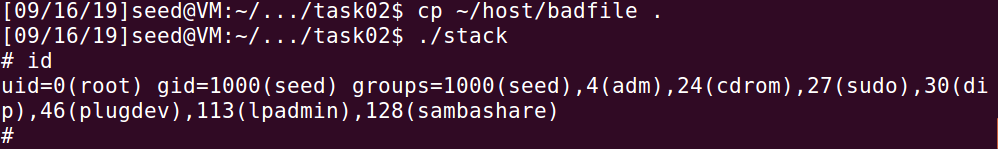 [09/16/19]seed@VM:~/.../task02$ cp ~/host/badfile .
[09/16/19]seed@VM:~/.../task02$ ./stack
# id
uid=0(root) gid=1000(seed) groups=1000(seed),4(adm),24(cdrom),27(sudo),30(di
p),46(plugdev),113(lpadmin),128(sambashare)
#